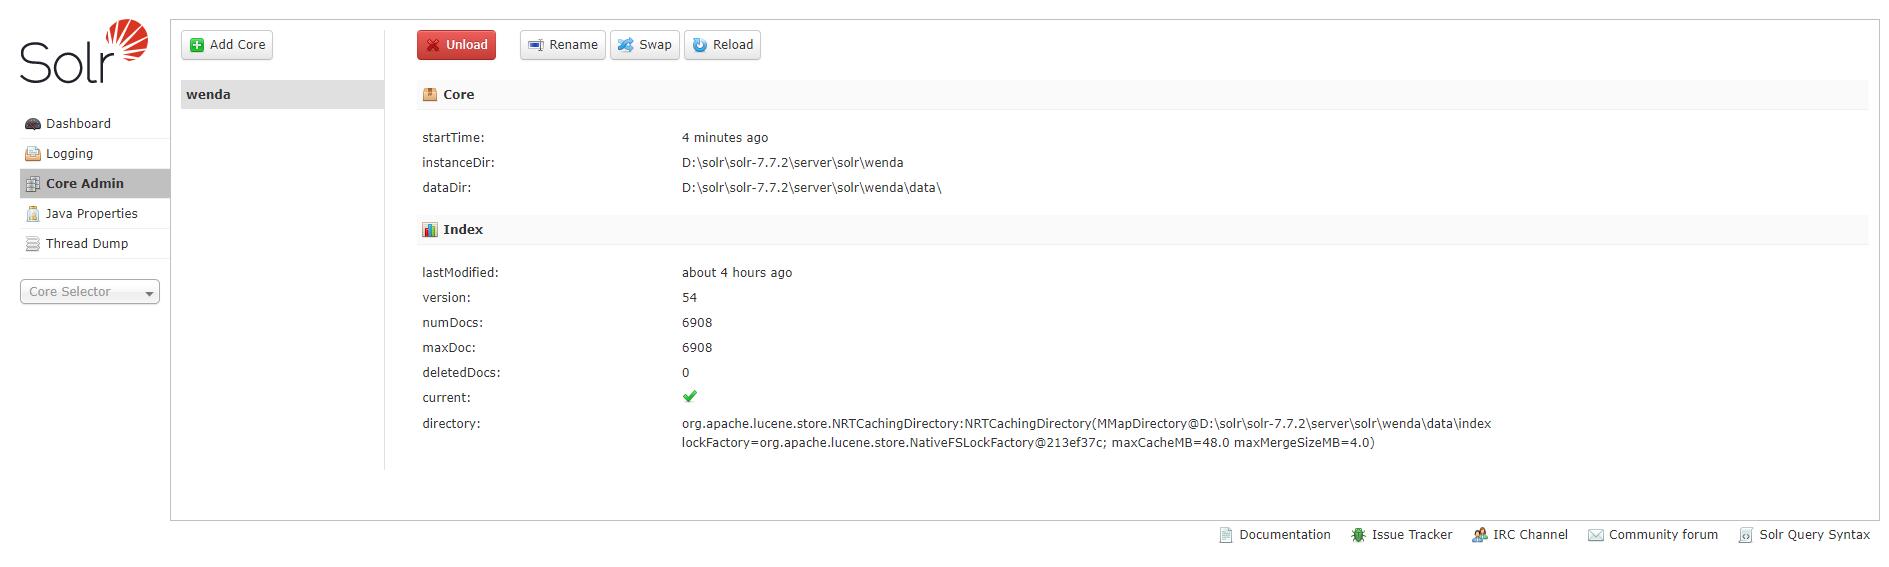 Solr
Dashboard
Logging
Core Admin
Java Properties
Thread Dump
Core Selector
Add Core
wenda
Unload Rename Swap Reload
Core
startTime: 4 minutes ago
instanceDir: D:\solr\solr-7.7.2\server\solr\wenda
dataDir: D:\solr\solr-7.7.2\server\solr\wenda\data\
Index
lastModified: about 4 hours ago
version: 54
numDocs: 6908
maxDoc: 6908
deletedDocs: 0
current:
directory: org.apache.lucene.store.NRTCachingDirectory:NRTCachingDirectory(MMapDirectory@D:\solr\solr-7.7.2\server\solr\wenda\data\index
lockFactory=org.apache.lucene.store.NativeFSLockFactory@213ef37c; maxCacheMB=48.0 maxMergeSizeMB=4.0)
Documentation Issue Tracker IRC Channel Community forum Solr Query Syntax